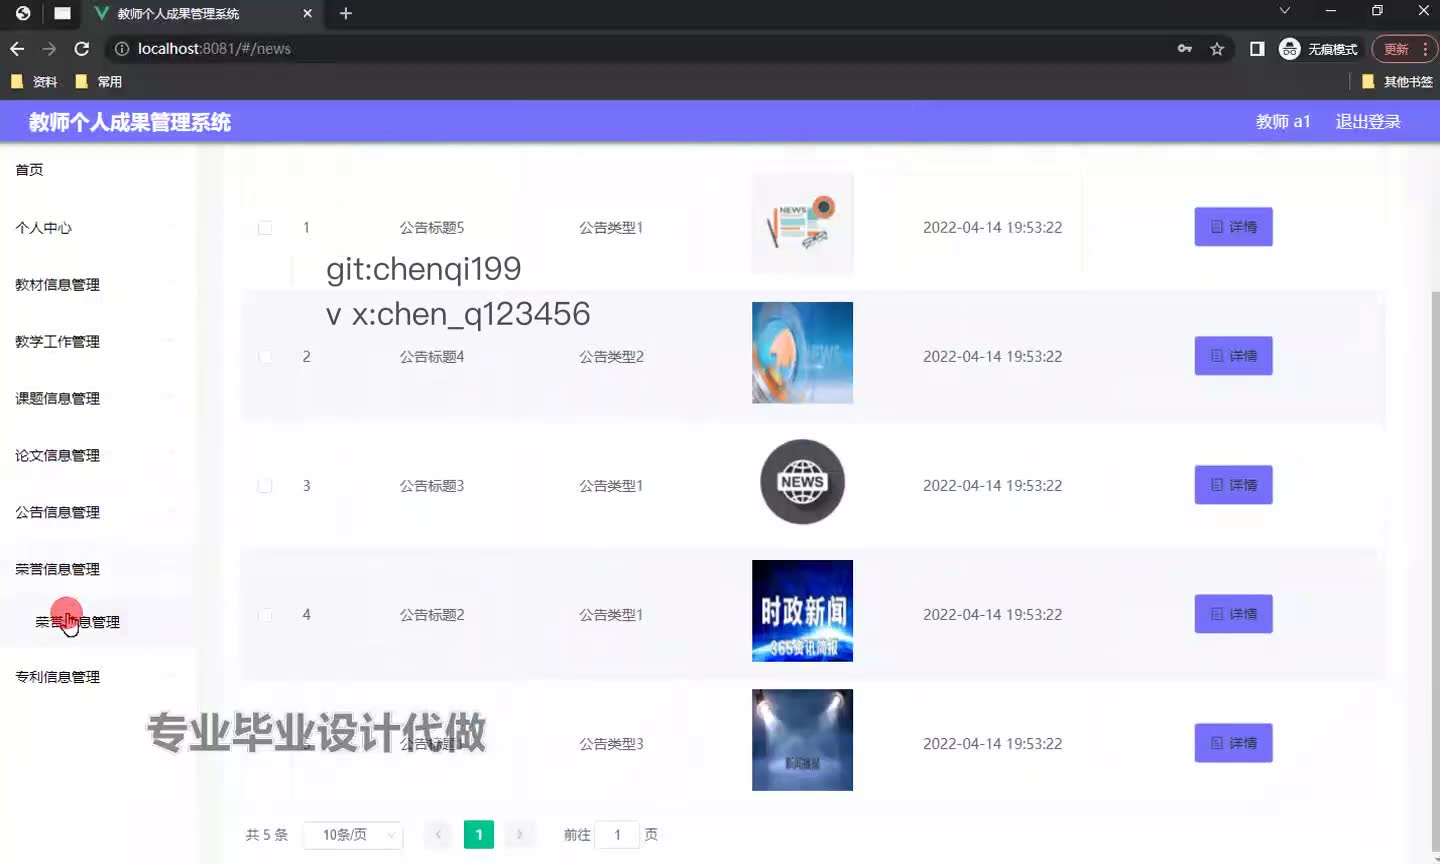 教师个人成果管理系统
localhost:8081/#/news
无痕模式
更新
资料
常用
其他书签
教师个人成果管理系统
教师 a1
退出登录
首页
个人中心
教材信息管理
教学工作管理
课题信息管理
论文信息管理
公告信息管理
荣誉信息管理
荣誉信息管理
专利信息管理
1 公告标题5 公告类型1 NEWS 2022-04-14 19:53:22 详情
git:chenqi199
v x:chen_q123456
2 公告标题4 公告类型2 NEWS 2022-04-14 19:53:22 详情
3 公告标题3 公告类型1 NEWS 2022-04-14 19:53:22 详情
4 公告标题2 公告类型1 2022-04-14 19:53:22 详情
时政新闻
365资讯简报
专业毕业设计代做
公告类型3 2022-04-14 19:53:22 详情
共 5 条 10条/页 1 前往 1 页